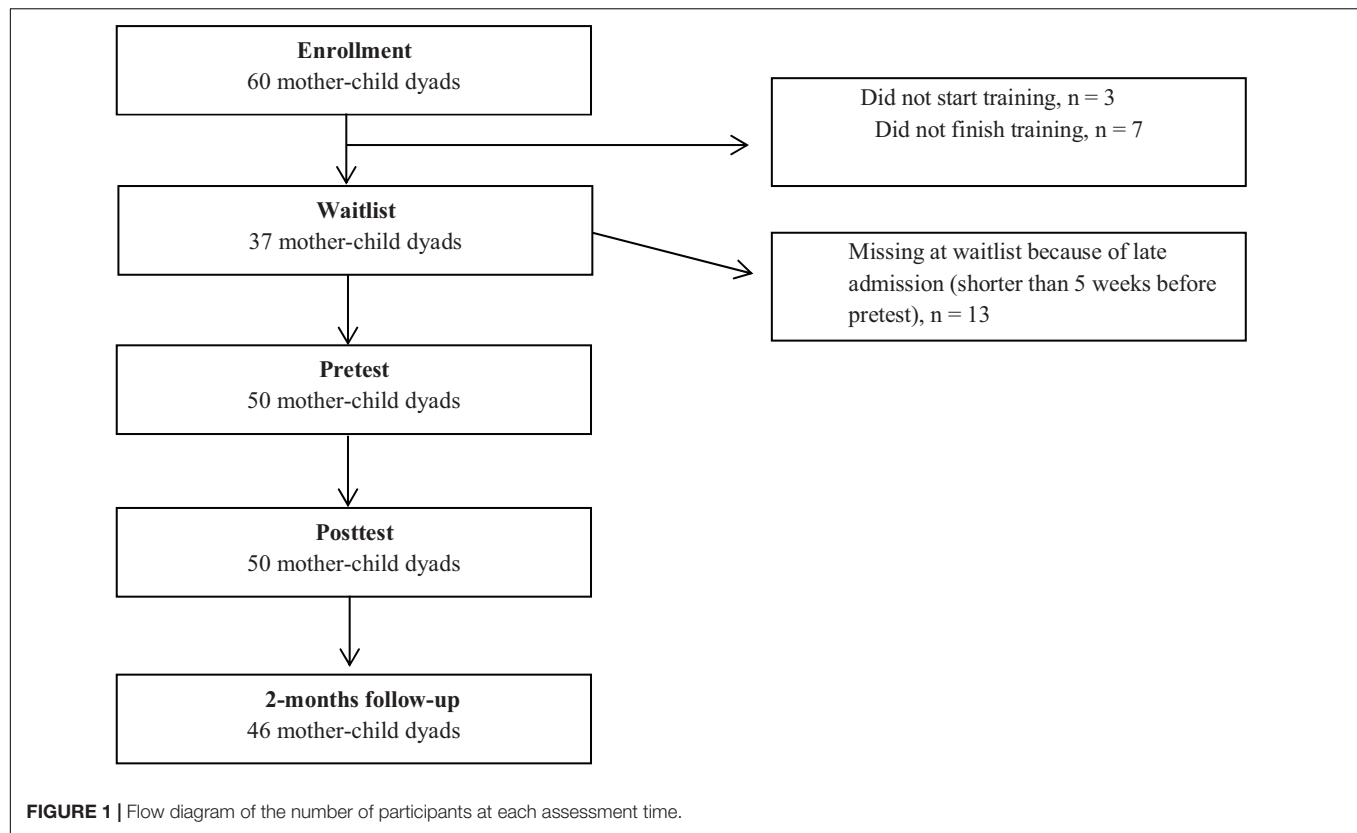 Enrollment
60 mother-child dyads
Did not start training, n = 3
Did not finish training, n = 7
Waitlist
37 mother-child dyads
Missing at waitlist because of late
admission (shorter than 5 weeks before
pretest), n = 13
Pretest
50 mother-child dyads
Posttest
50 mother-child dyads
2-months follow-up
46 mother-child dyads
FIGURE 1 | Flow diagram of the number of participants at each assessment time.